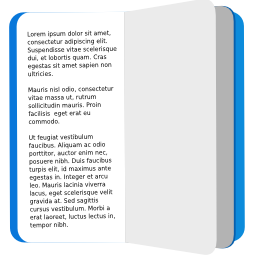 Lorem ipsum dolor sit amet,
consectetur adipiscing elit.
Suspendisse vitae scelerisque
dui, et lobortis quam. Cras
egestas sit amet sapien non
ultricies.
Mauris nisl odio, consectetur
vitae massa ut, rutrum
sollicitudin mauris. Proin
facilisis eget erat eu
commodo.
Ut feugiat vestibulum
faucibus. Aliquam ac odio
porttitor, auctor enim nec,
posuere nibh. Duis faucibus
turpis elit, id maximus ante
egestas in. Integer et arcu
leo. Mauris lacinia viverra
lacus, eget scelerisque velit
gravida at. Sed sagittis
cursus vestibulum. Morbi a
erat laoreet, luctus lectus in,
tempor nibh.